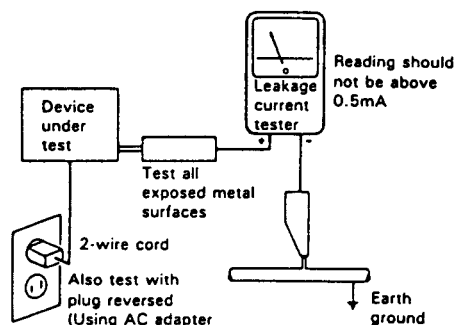 Device
under
test
Leakage
current
tester
+ -
Reading should
not be above
0.5mA
Test all
exposed metal
surfaces
2-wire cord
Also test with
plug reversed
(Using AC adapter
Earth
ground